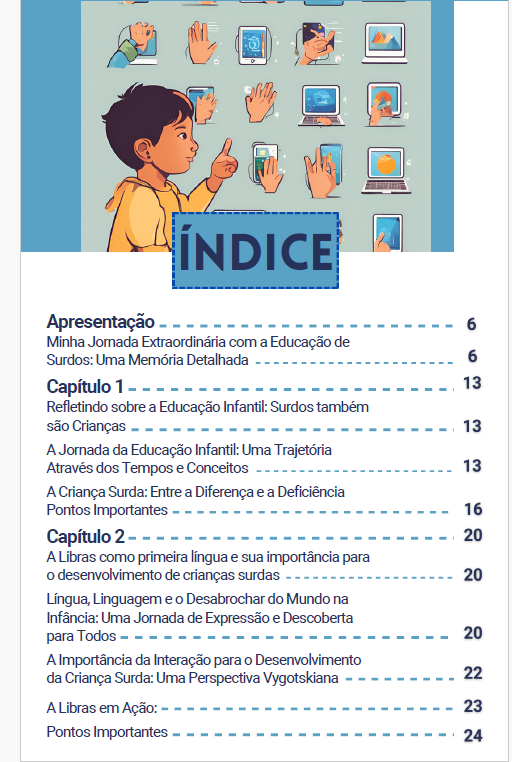 ÍNDICE
Apresentação 6
Minha Jornada Extraordinária com a Educação de
Surdos: Uma Memória Detalhada 6
Capítulo 1 13
Refletindo sobre a Educação Infantil: Surdos também
são Crianças 13
A Jornada da Educação Infantil: Uma Trajetória
Através dos Tempos e Conceitos 13
A Criança Surda: Entre a Diferença e a Deficiência
Pontos Importantes 16
Capítulo 2 20
A Libras como primeira língua e sua importância para
o desenvolvimento de crianças surdas 20
Língua, Linguagem e o Desabrochar do Mundo na
Infância: Uma Jornada de Expressão e Descoberta
para Todos 20
A Importância da Interação para o Desenvolvimento
da Criança Surda: Uma Perspectiva Vygotskiana 22
A Libras em Ação: 23
Pontos Importantes 24